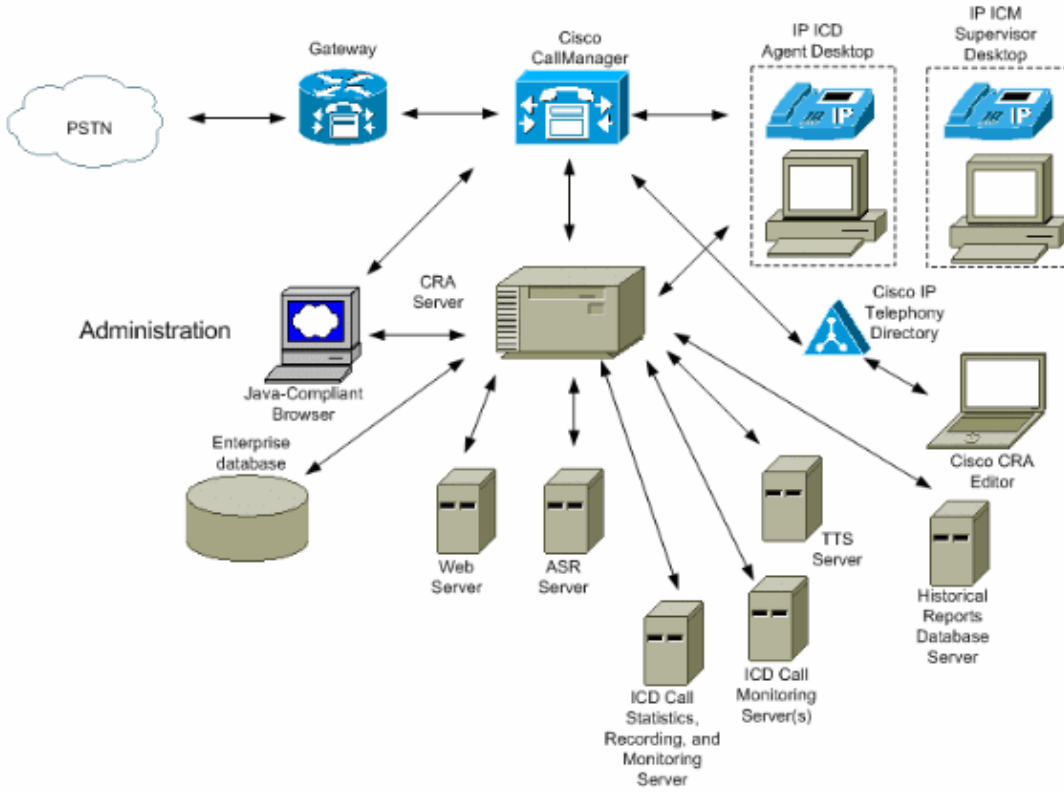 IP ICD
Agent Desktop
IP ICM
Supervisor
Desktop
Gateway
Cisco
CallManager
PSTN
IP
IP
CRA
Server
Cisco IP
Telephony
Directory
Administration
Java-Compliant
Browser
Enterprise
database
Cisco CRA
Editor
Web
Server
ASR
Server
TTS
Server
Historical
Reports
Database
Server
ICD Call
Monitoring
Server(s)
ICD Call
Statistics,
Recording, and
Monitoring
Server